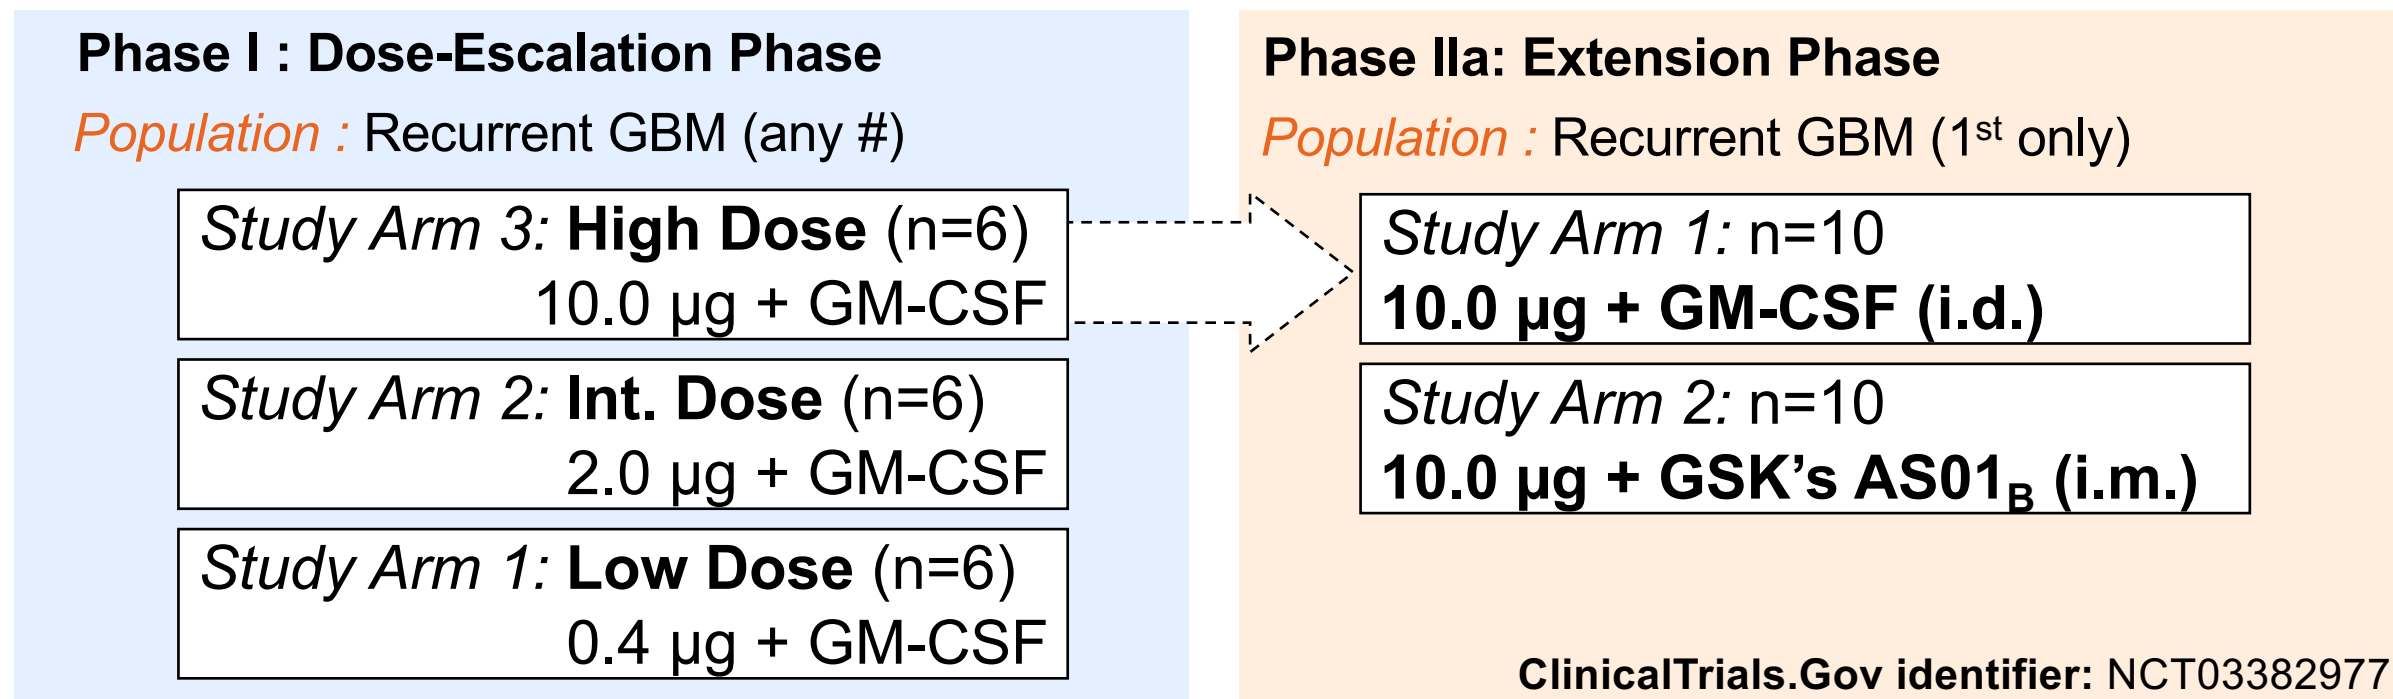 Phase I : Dose-Escalation Phase
Population : Recurrent GBM (any #)
Study Arm 3: High Dose (n=6)
10.0 µg + GM-CSF
Study Arm 2: Int. Dose (n=6)
2.0 µg + GM-CSF
Study Arm 1: Low Dose (n=6)
0.4 µg + GM-CSF
Phase IIa: Extension Phase
Population : Recurrent GBM (1st only)
Study Arm 1: n=10
10.0 µg + GM-CSF (i.d.)
Study Arm 2: n=10
10.0 µg + GSK’s AS01B (i.m.)
ClinicalTrials.Gov identifier: NCT03382977